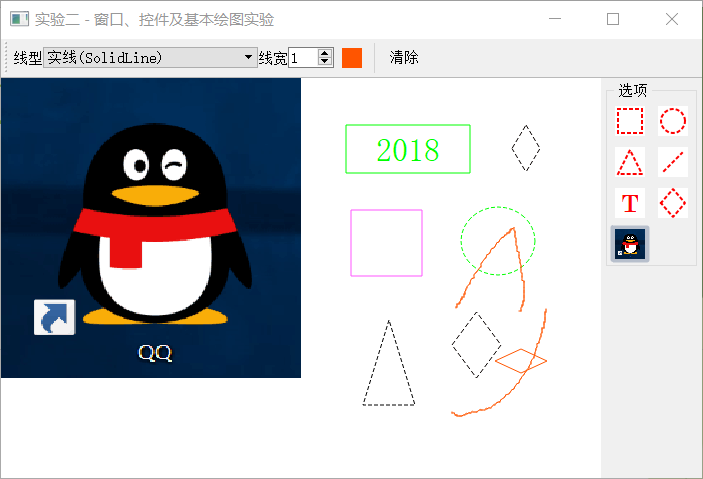 实验二 - 窗口、控件及基本绘图实验
线型 实线(SolidLine) 线宽 1 清除
选项
2018
T
QQ